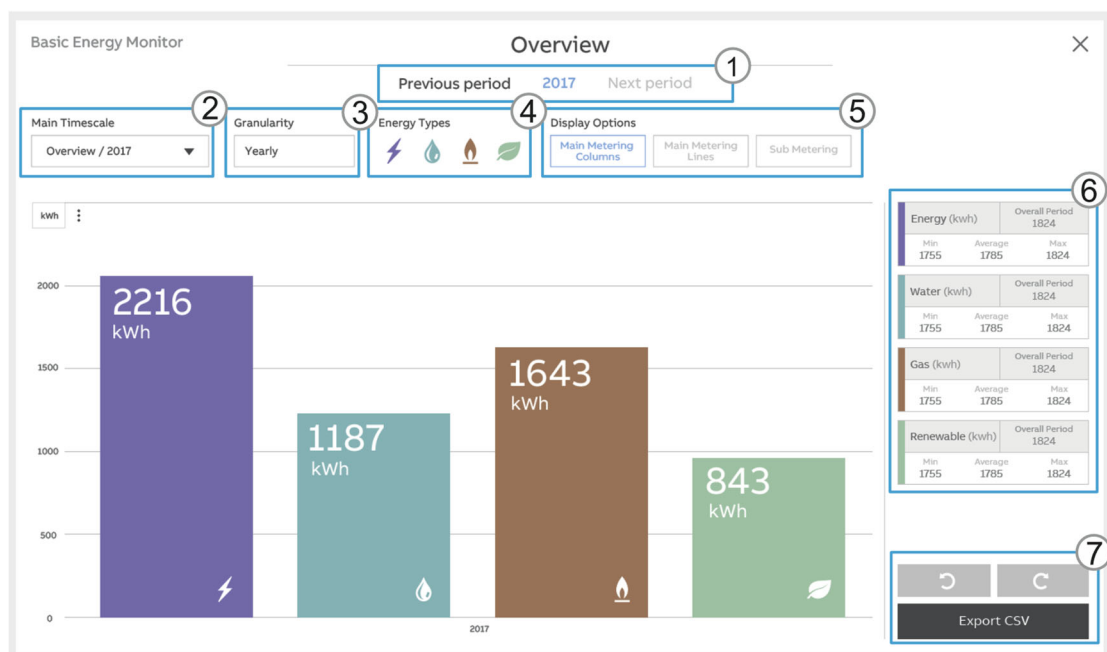 Basic Energy Monitor
Overview
Previous period 2017 Next period
1
2
3
4
5
Main Timescale
Overview / 2017
Granularity
Yearly
Energy Types
Display Options
Main Metering
Columns
Main Metering
Lines
Sub Metering
kWh
2000
1500
1000
500
0
2216
kWh
1187
kWh
1643
kWh
843
kWh
2017
6
Energy (kwh)
Overall Period
1824
Min Average Max
1755 1785 1824
Water (kwh)
Overall Period
1824
Min Average Max
1755 1785 1824
Gas (kwh)
Overall Period
1824
Min Average Max
1755 1785 1824
Renewable (kwh)
Overall Period
1824
Min Average Max
1755 1785 1824
7
Export CSV